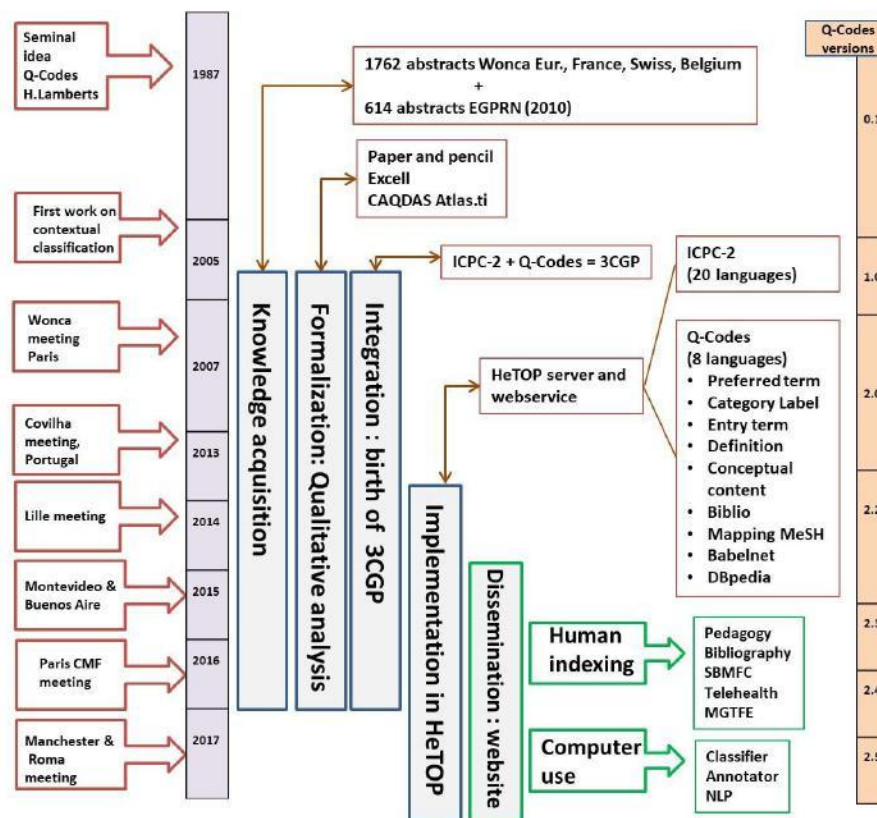 Seminal
idea
Q-Codes
H.Lamberts
First work on
contextual
classification
Wonca
meeting
Paris
Covilha
meeting,
Portugal
Lille meeting
Montevideo &
Buenos Aire
Paris CMF
meeting
Manchester &
Roma
meeting
1987
2005
2007
2013
2014
2015
2016
2017
Knowledge acquisition
Formalization: Qualitative analysis
Integration : birth of 3CGP
Implementation in HeTOP
Dissemination : website
1762 abstracts Wonca Eur., France, Swiss, Belgium
+
614 abstracts EGPRN (2010)
Paper and pencil
Excell
CAQDAS Atlas.ti
ICPC-2 + Q-Codes = 3CGP
HeTOP server and
webservice
ICPC-2
(20 languages)
Q-Codes
(8 languages)
• Preferred term
• Category Label
• Entry term
• Definition
• Conceptual
content
• Biblio
• Mapping MeSH
• Babelnet
• DBpedia
Human
indexing
Pedagogy
Bibliography
SBMFC
Telehealth
MGTFE
Computer
use
Classifier
Annotator
NLP
Q-Codes
versions
0.1
1.0
2.0
2.2
2.4
2.5